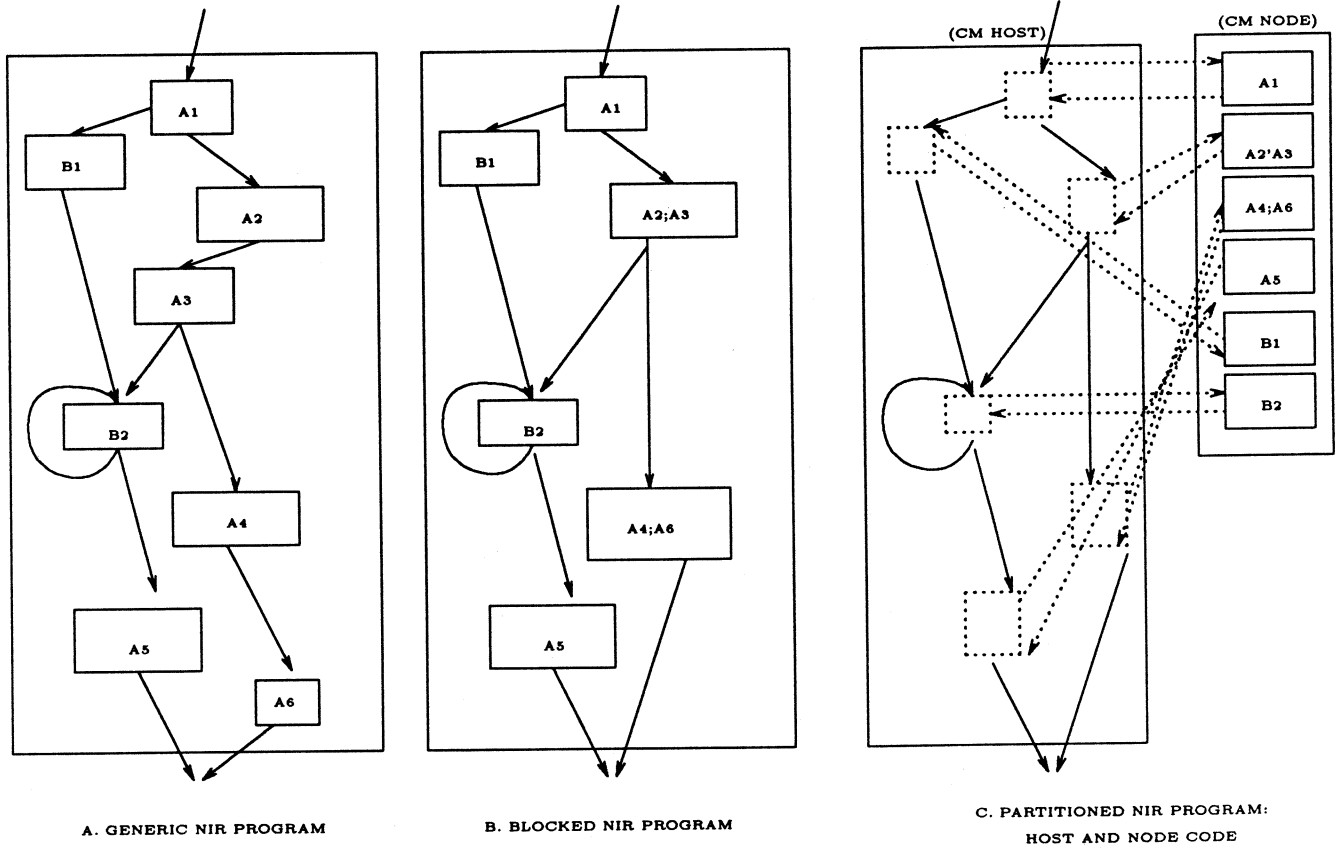 A1
B1
A2
A3
B2
A4
A5
A6
A. GENERIC NIR PROGRAM
A1
B1
A2;A3
B2
A4;A6
A5
B. BLOCKED NIR PROGRAM
(CM HOST)
(CM NODE)
A1
A2'A3
A4;A6
A5
B1
B2
C. PARTITIONED NIR PROGRAM:
HOST AND NODE CODE